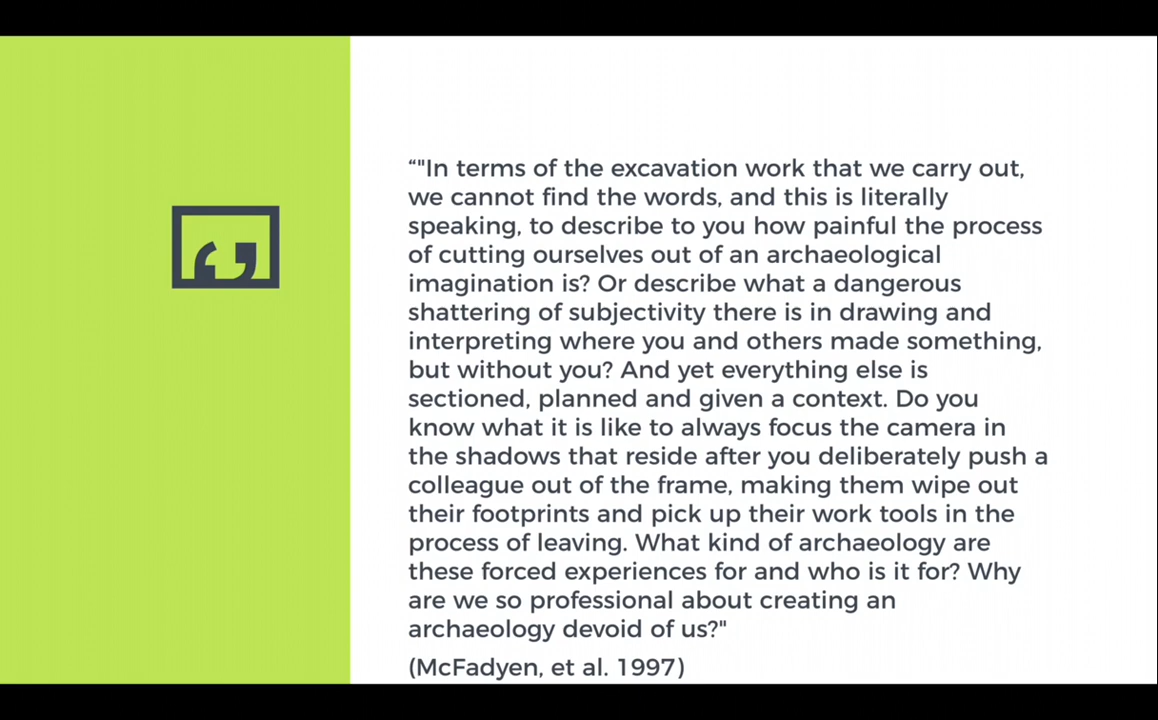 “"In terms of the excavation work that we carry out,
we cannot find the words, and this is literally
speaking, to describe to you how painful the process
of cutting ourselves out of an archaeological
imagination is? Or describe what a dangerous
shattering of subjectivity there is in drawing and
interpreting where you and others made something,
but without you? And yet everything else is
sectioned, planned and given a context. Do you
know what it is like to always focus the camera in
the shadows that reside after you deliberately push a
colleague out of the frame, making them wipe out
their footprints and pick up their work tools in the
process of leaving. What kind of archaeology are
these forced experiences for and who is it for? Why
are we so professional about creating an
archaeology devoid of us?"
(McFadyen, et al. 1997)